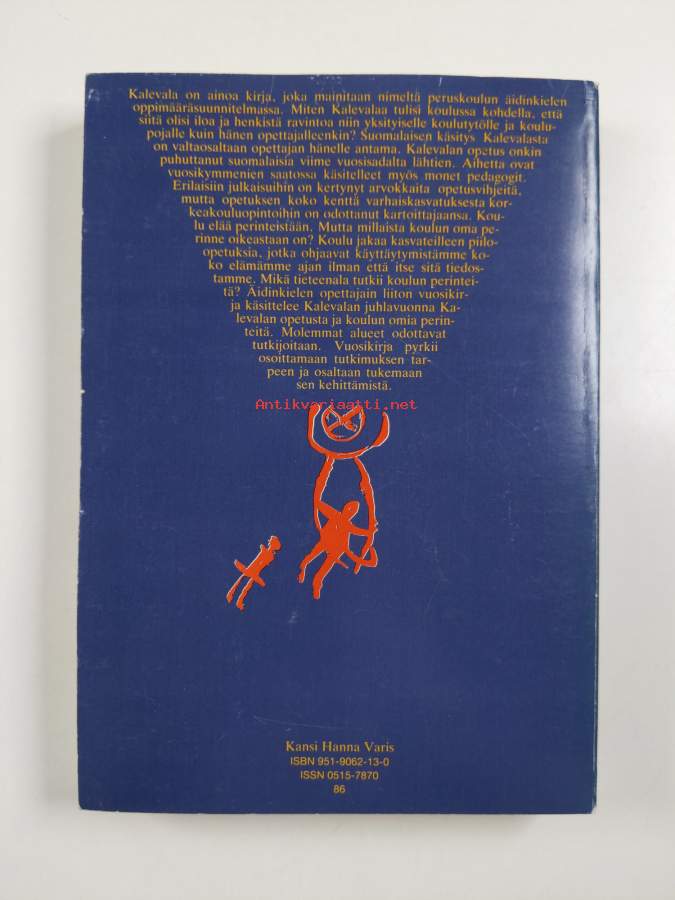 Kalevala on ainoa kirja, joka mainitaan nimeltä peruskoulun äidinkielen
oppimääräsuunnitelmassa. Miten Kalevalaa tulisi koulussa kohdella, että
siitä olisi iloa ja henkistä ravintoa niin yksityiselle koulutytölle ja koulu-
pojalle kuin hänen opettajalleenkin? Suomalaisen käsitys Kalevalasta
on valtaosaltaan opettajan hänelle antama. Kalevalan opetus onkin
puhuttanut suomalaisia viime vuosisadalta lähtien. Aihetta ovat
vuosikymmenien saatossa käsitelleet myös monet pedagogit.
Erilaisiin julkaisuihin on kertynyt arvokkaita opetusvihjeitä,
mutta opetuksen koko kenttä varhaiskasvatuksesta kor-
keakouluopintoihin on odottanut kartoittajaansa. Kou-
lu elää perinteistään. Mutta millaista koulun oma pe-
rinne oikeastaan on? Koulu jakaa kasvateilleen piilo-
opetuksia, jotka ohjaavat käyttäytymistämme ko-
ko elämämme ajan ilman että itse sitä tiedos-
tamme. Mikä tieteenala tutkii koulun perintei-
tä? Äidinkielen opettajain liiton vuosikir-
ja käsittelee Kalevalan juhlavuonna Ka-
levalan opetusta ja koulun omia perin-
teitä. Molemmat alueet odottavat
tutkijoitaan. Vuosikirja pyrkii
osoittamaan tutkimuksen tar-
peen ja osaltaan tukemaan
sen kehittämistä.
Antikvariaatti.net
Kansi Hanna Varis
ISBN 951-9062-13-0
ISSN 0515-7870
86